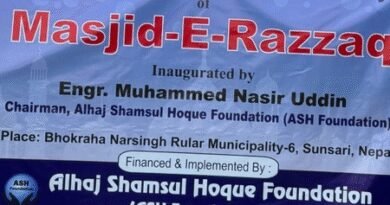 of
Masjid-E-Razzaq
Inaugurated by
Engr. Muhammed Nasir Uddin
Chairman, Alhaj Shamsul Hoque Foundation (ASH Foundation)
Place: Bhokraha Narsingh Rular Municipality-6, Sunsari, Nepa
Financed & Implemented By :
ASH
Foundation
Alhaj Shamsul Hoque Foundation